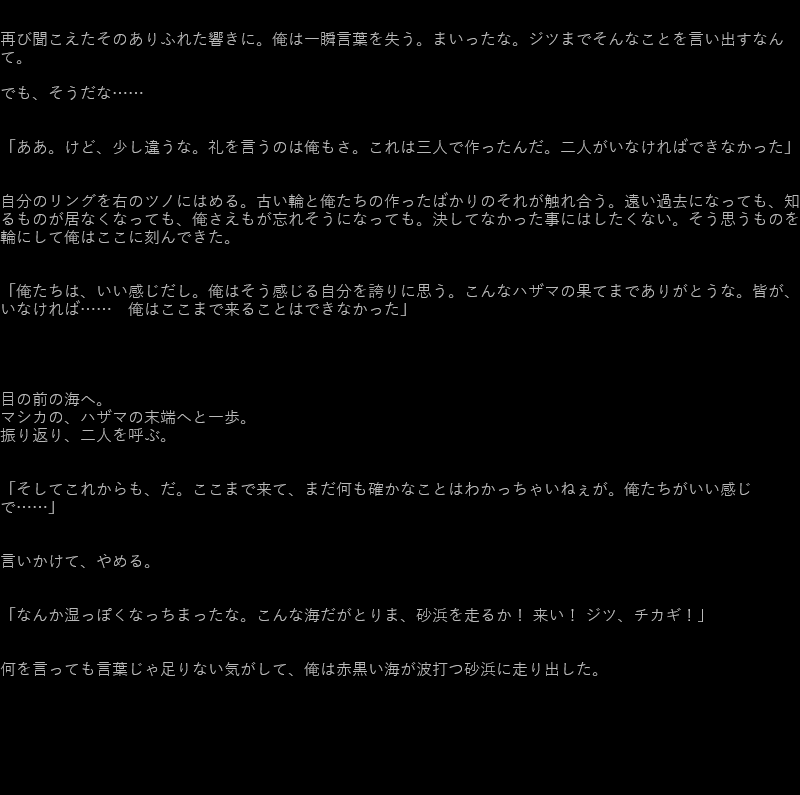 再び聞こえたそのありふれた響きに。俺は一瞬言葉を失う。まいったな。ジツまでそんなことを言い出すなん
て。
でも、そうだな……
「ああ。けど、少し違うな。礼を言うのは俺もさ。これは三人で作ったんだ。二人がいなければできなかった」
自分のリングを右のツノにはめる。古い輪と俺たちの作ったばかりのそれが触れ合う。遠い過去になっても、知
るものが居なくなっても、俺さえもが忘れそうになっても。決してなかった事にはしたくない。そう思うものを
輪にして俺はここに刻んできた。
「俺たちは、いい感じだし。俺はそう感じる自分を誇りに思う。こんなハザマの果てまでありがとうな。皆が、
いなければ……　俺はここまで来ることはできなかった」
目の前の海へ。
マシカの、ハザマの末端へと一歩。
振り返り、二人を呼ぶ。
「そしてこれからも、だ。ここまで来て、まだ何も確かなことはわかっちゃいねぇが。俺たちがいい感じ
で……」
言いかけて、やめる。
「なんか湿っぽくなっちまったな。こんな海だがとりま、砂浜を走るか！ 来い！ ジツ、チカギ！」
何を言っても言葉じゃ足りない気がして、俺は赤黒い海が波打つ砂浜に走り出した。